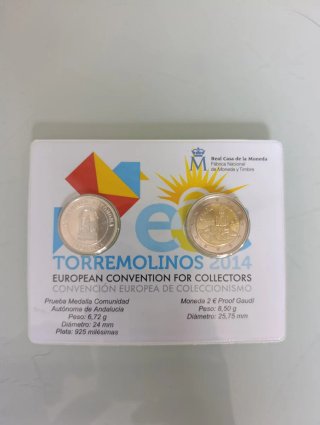 Real Casa de la Moneda
Fábrica Nacional
de Moneda y Timbre
TORREMOLINOS 2014
EUROPEAN CONVENTION FOR COLLECTORS
CONVENCIÓN EUROPEA DE COLECCIONISMO
Prueba Medalla Comunidad
Autónoma de Andalucía
Peso: 6,72 g
Diámetro: 24 mm
Plata: 925 milésimas
Moneda 2 € Proof Gaudí
Peso: 8,50 g
Diámetro: 25,75 mm